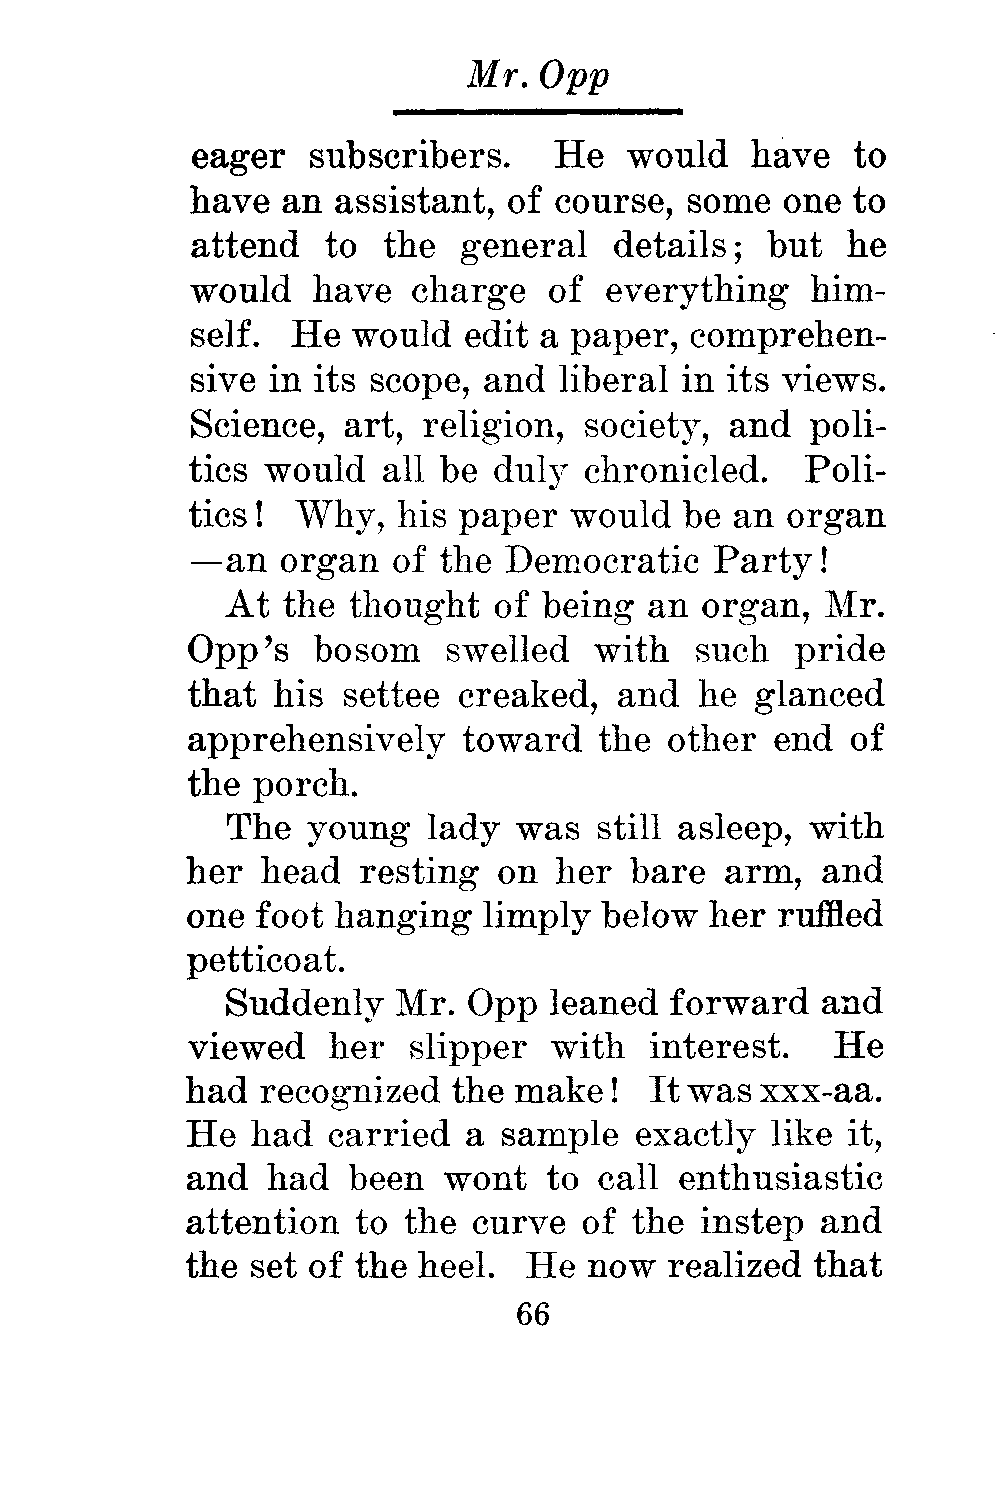 Mr. Opp
eager subscribers. He would have to
have an assistant, of course, some one to
attend to the general details; but he
would have charge of everything him-
self. He would edit a paper, comprehen-
sive in its scope, and liberal in its views.
Science, art, religion, society, and poli-
tics would all be duly chronicled. Poli-
tics! Why, his paper would be an organ
—an organ of the Democratic Party!
At the thought of being an organ, Mr.
Opp's bosom swelled with such pride
that his settee creaked, and he glanced
apprehensively toward the other end of
the porch.
The young lady was still asleep, with
her head resting on her bare arm, and
one foot hanging limply below her ruffled
petticoat.
Suddenly Mr. Opp leaned forward and
viewed her slipper with interest. He
had recognized the make! It was xxx-aa.
He had carried a sample exactly like it,
and had been wont to call enthusiastic
attention to the curve of the instep and
the set of the heel. He now realized that
66